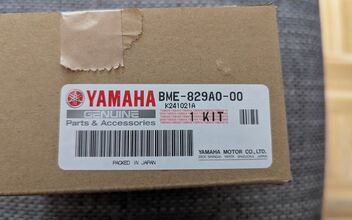 YAMAHA BME-829A0-00
K241021A
GENUINE
Parts & Accessories
1 KIT
YAMAHA MOTOR CO., LTD.
PACKED IN JAPAN